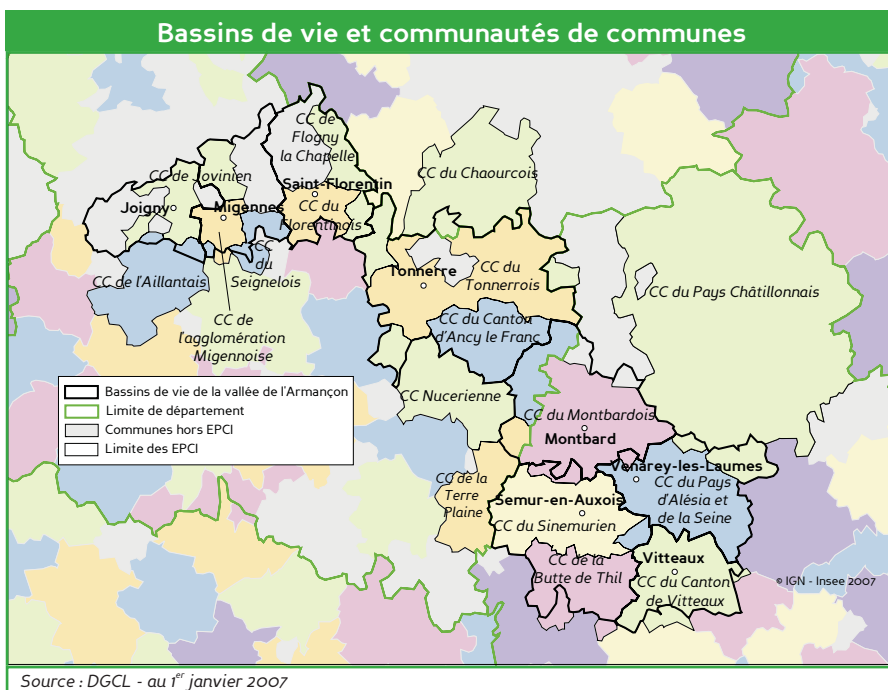 Bassins de vie et communautés de communes
CC de
Flogny
la Chapelle
CC de Jovinien
Saint-Florentin
CC du Chaourcois
Joigny
Migennes
CC du
Florentinois
CC
du
Seignelois
Tonnerre
CC du
Tonnerrois
CC de l'Aillantais
CC du Pays Châtillonnais
CC de
l'agglomération
Migennoise
CC du Canton
d'Ancy le Franc
CC Nucerienne
Bassins de vie de la vallée de l'Armançon
Limite de département
Communes hors EPCI
Limite des EPCI
CC du Montbardois
Montbard
Venarey-les-Laumes
CC du Pays
d'Alésia et
de la Seine
CC de la
Terre
Plaine
Semur-en-Auxois
CC du Sinemurien
CC de la
Butte de Thil
Vitteaux
CC du Canton
de Vitteaux
© IGN - Insee 2007
Source : DGCL - au 1er janvier 2007